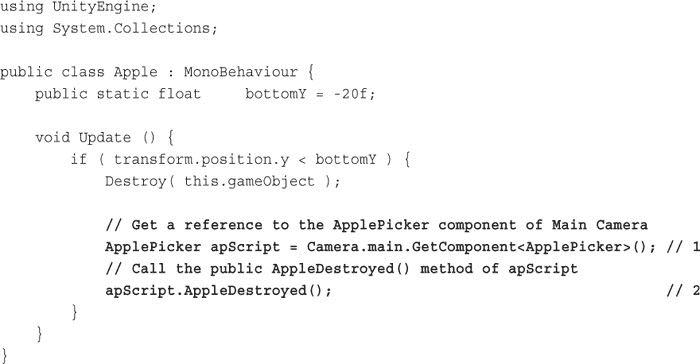 using UnityEngine;
using System.Collections;

public class Apple : MonoBehaviour {
    public static float     bottomY = -20f;

    void Update () {
        if ( transform.position.y < bottomY ) {
            Destroy( this.gameObject );

            // Get a reference to the ApplePicker component of Main Camera
            ApplePicker apScript = Camera.main.GetComponent<ApplePicker>(); // 1
            // Call the public AppleDestroyed() method of apScript
            apScript.AppleDestroyed();                                      // 2
        }
    }
}